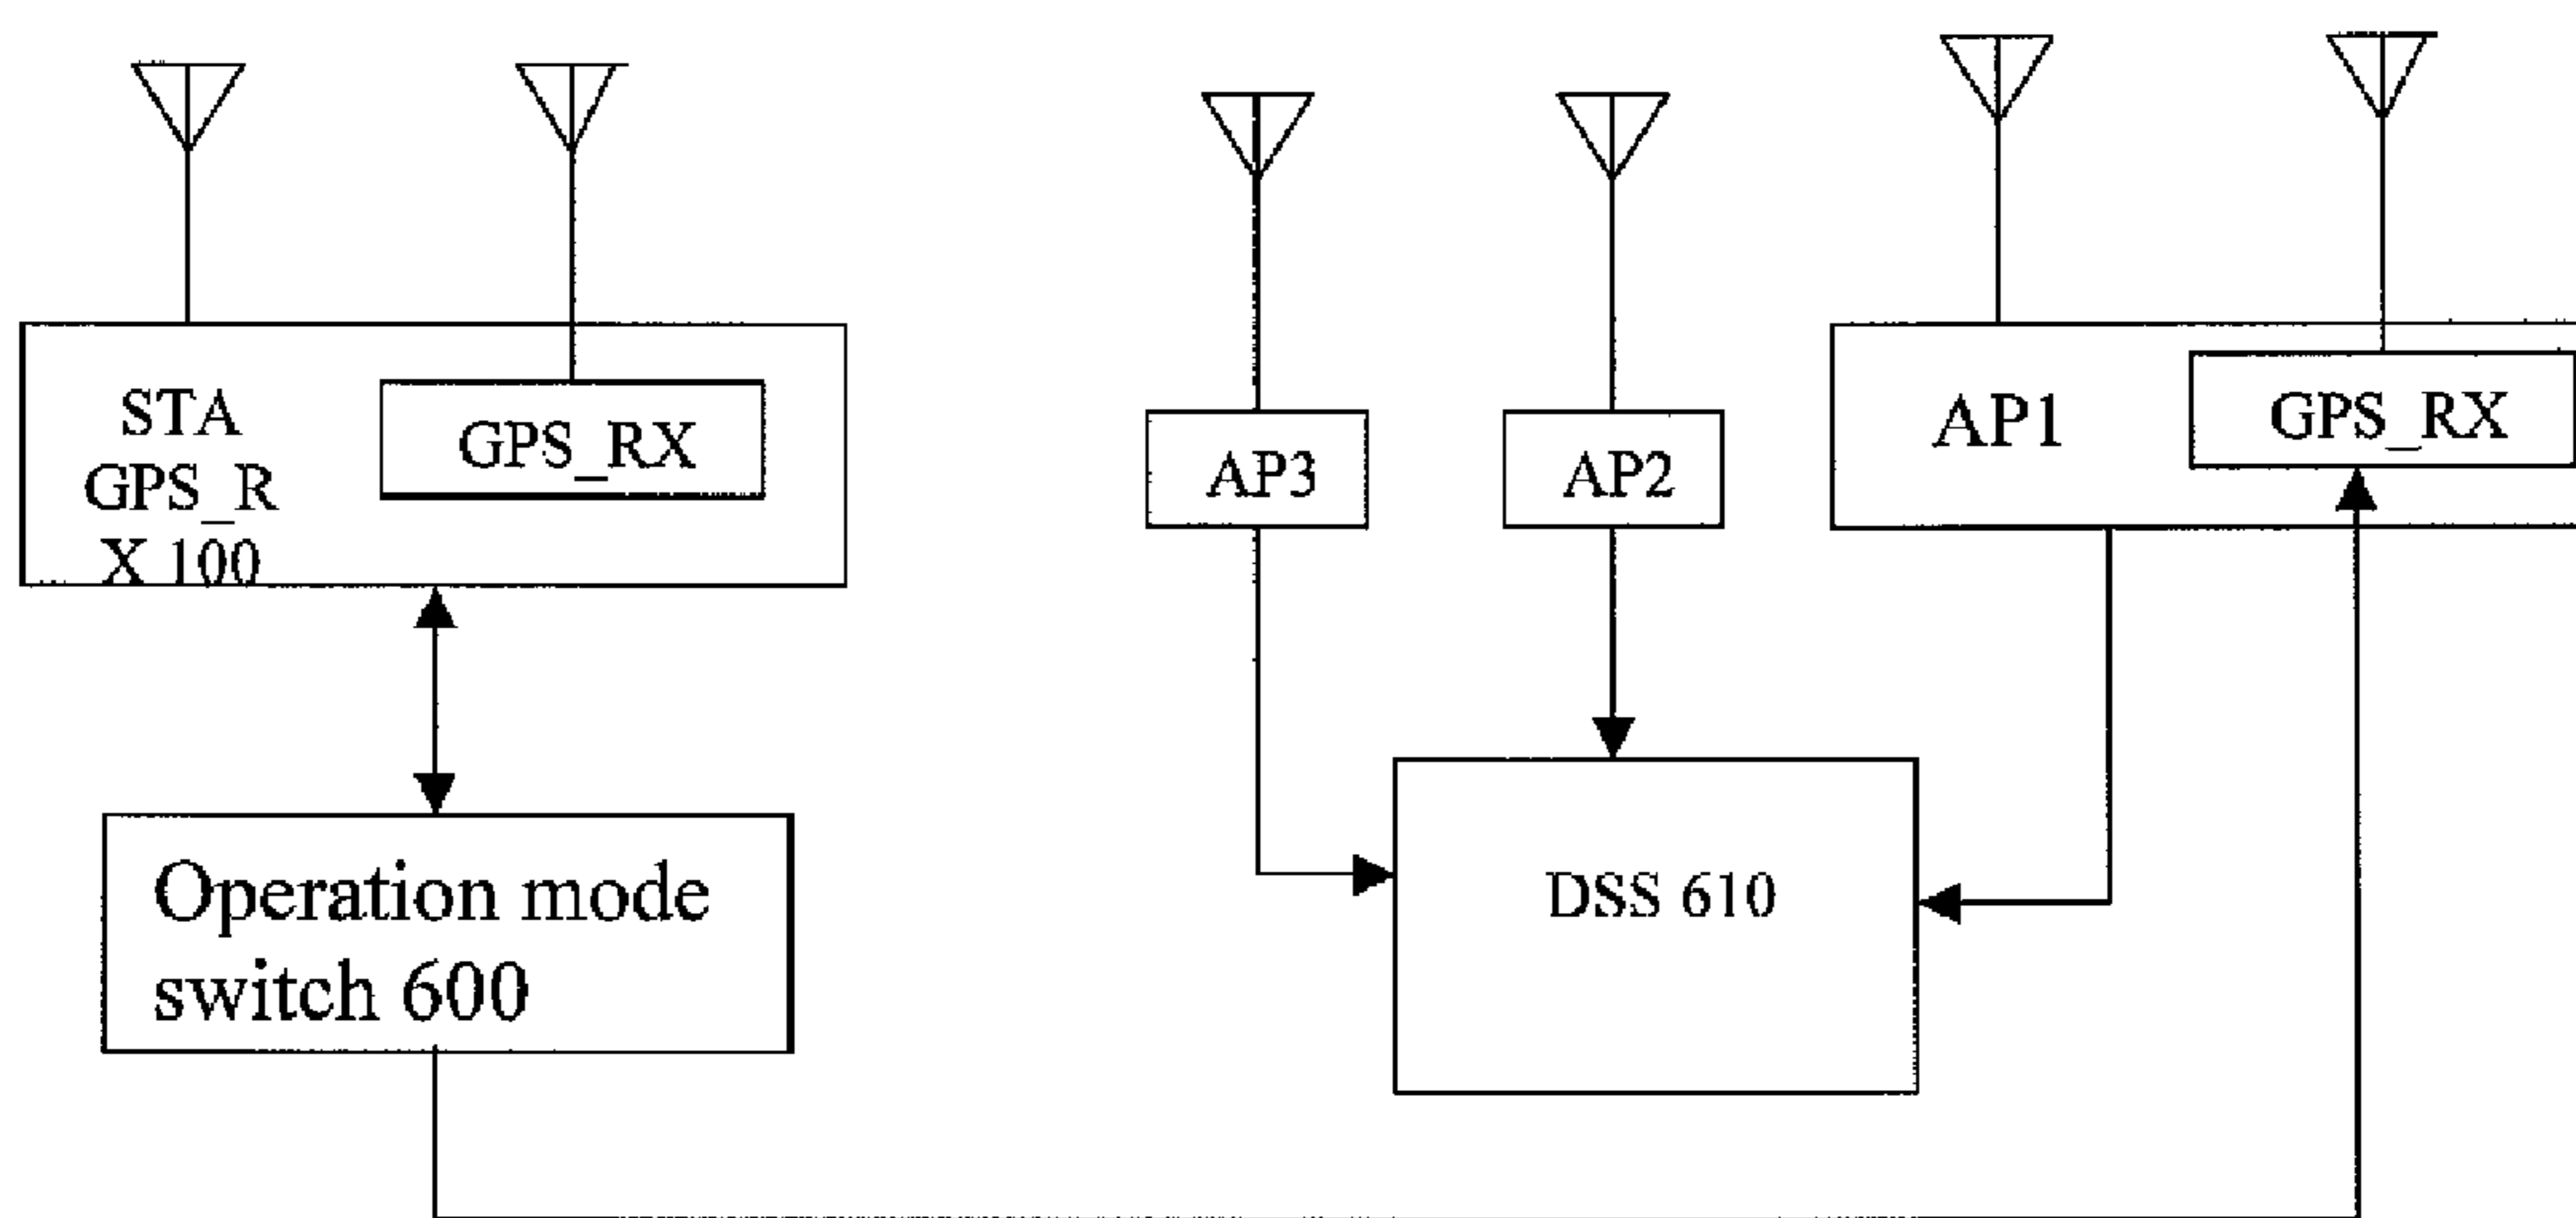 STA
GPS_R
X 100
GPS_RX
AP3
AP2
AP1
GPS_RX
Operation mode
switch 600
DSS 610